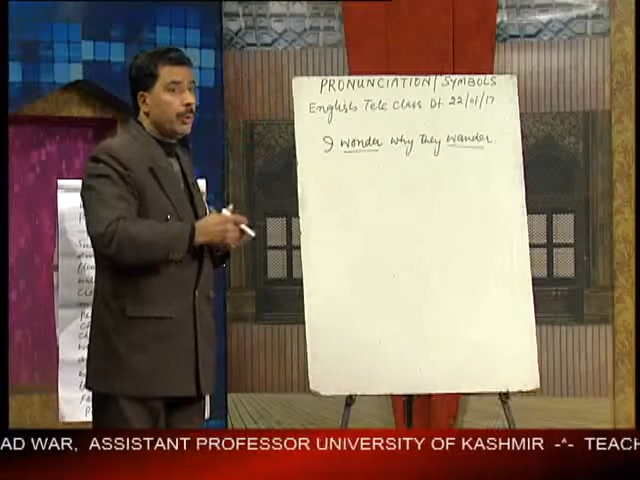 PRONUNCIATION/SYMBOLS
English Tele class Dt 22/01/17
I wonder why they wander.
AD WAR, ASSISTANT PROFESSOR UNIVERSITY OF KASHMIR -*- TEACH